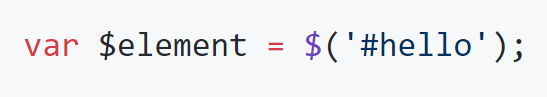 var $element = $('#hello');